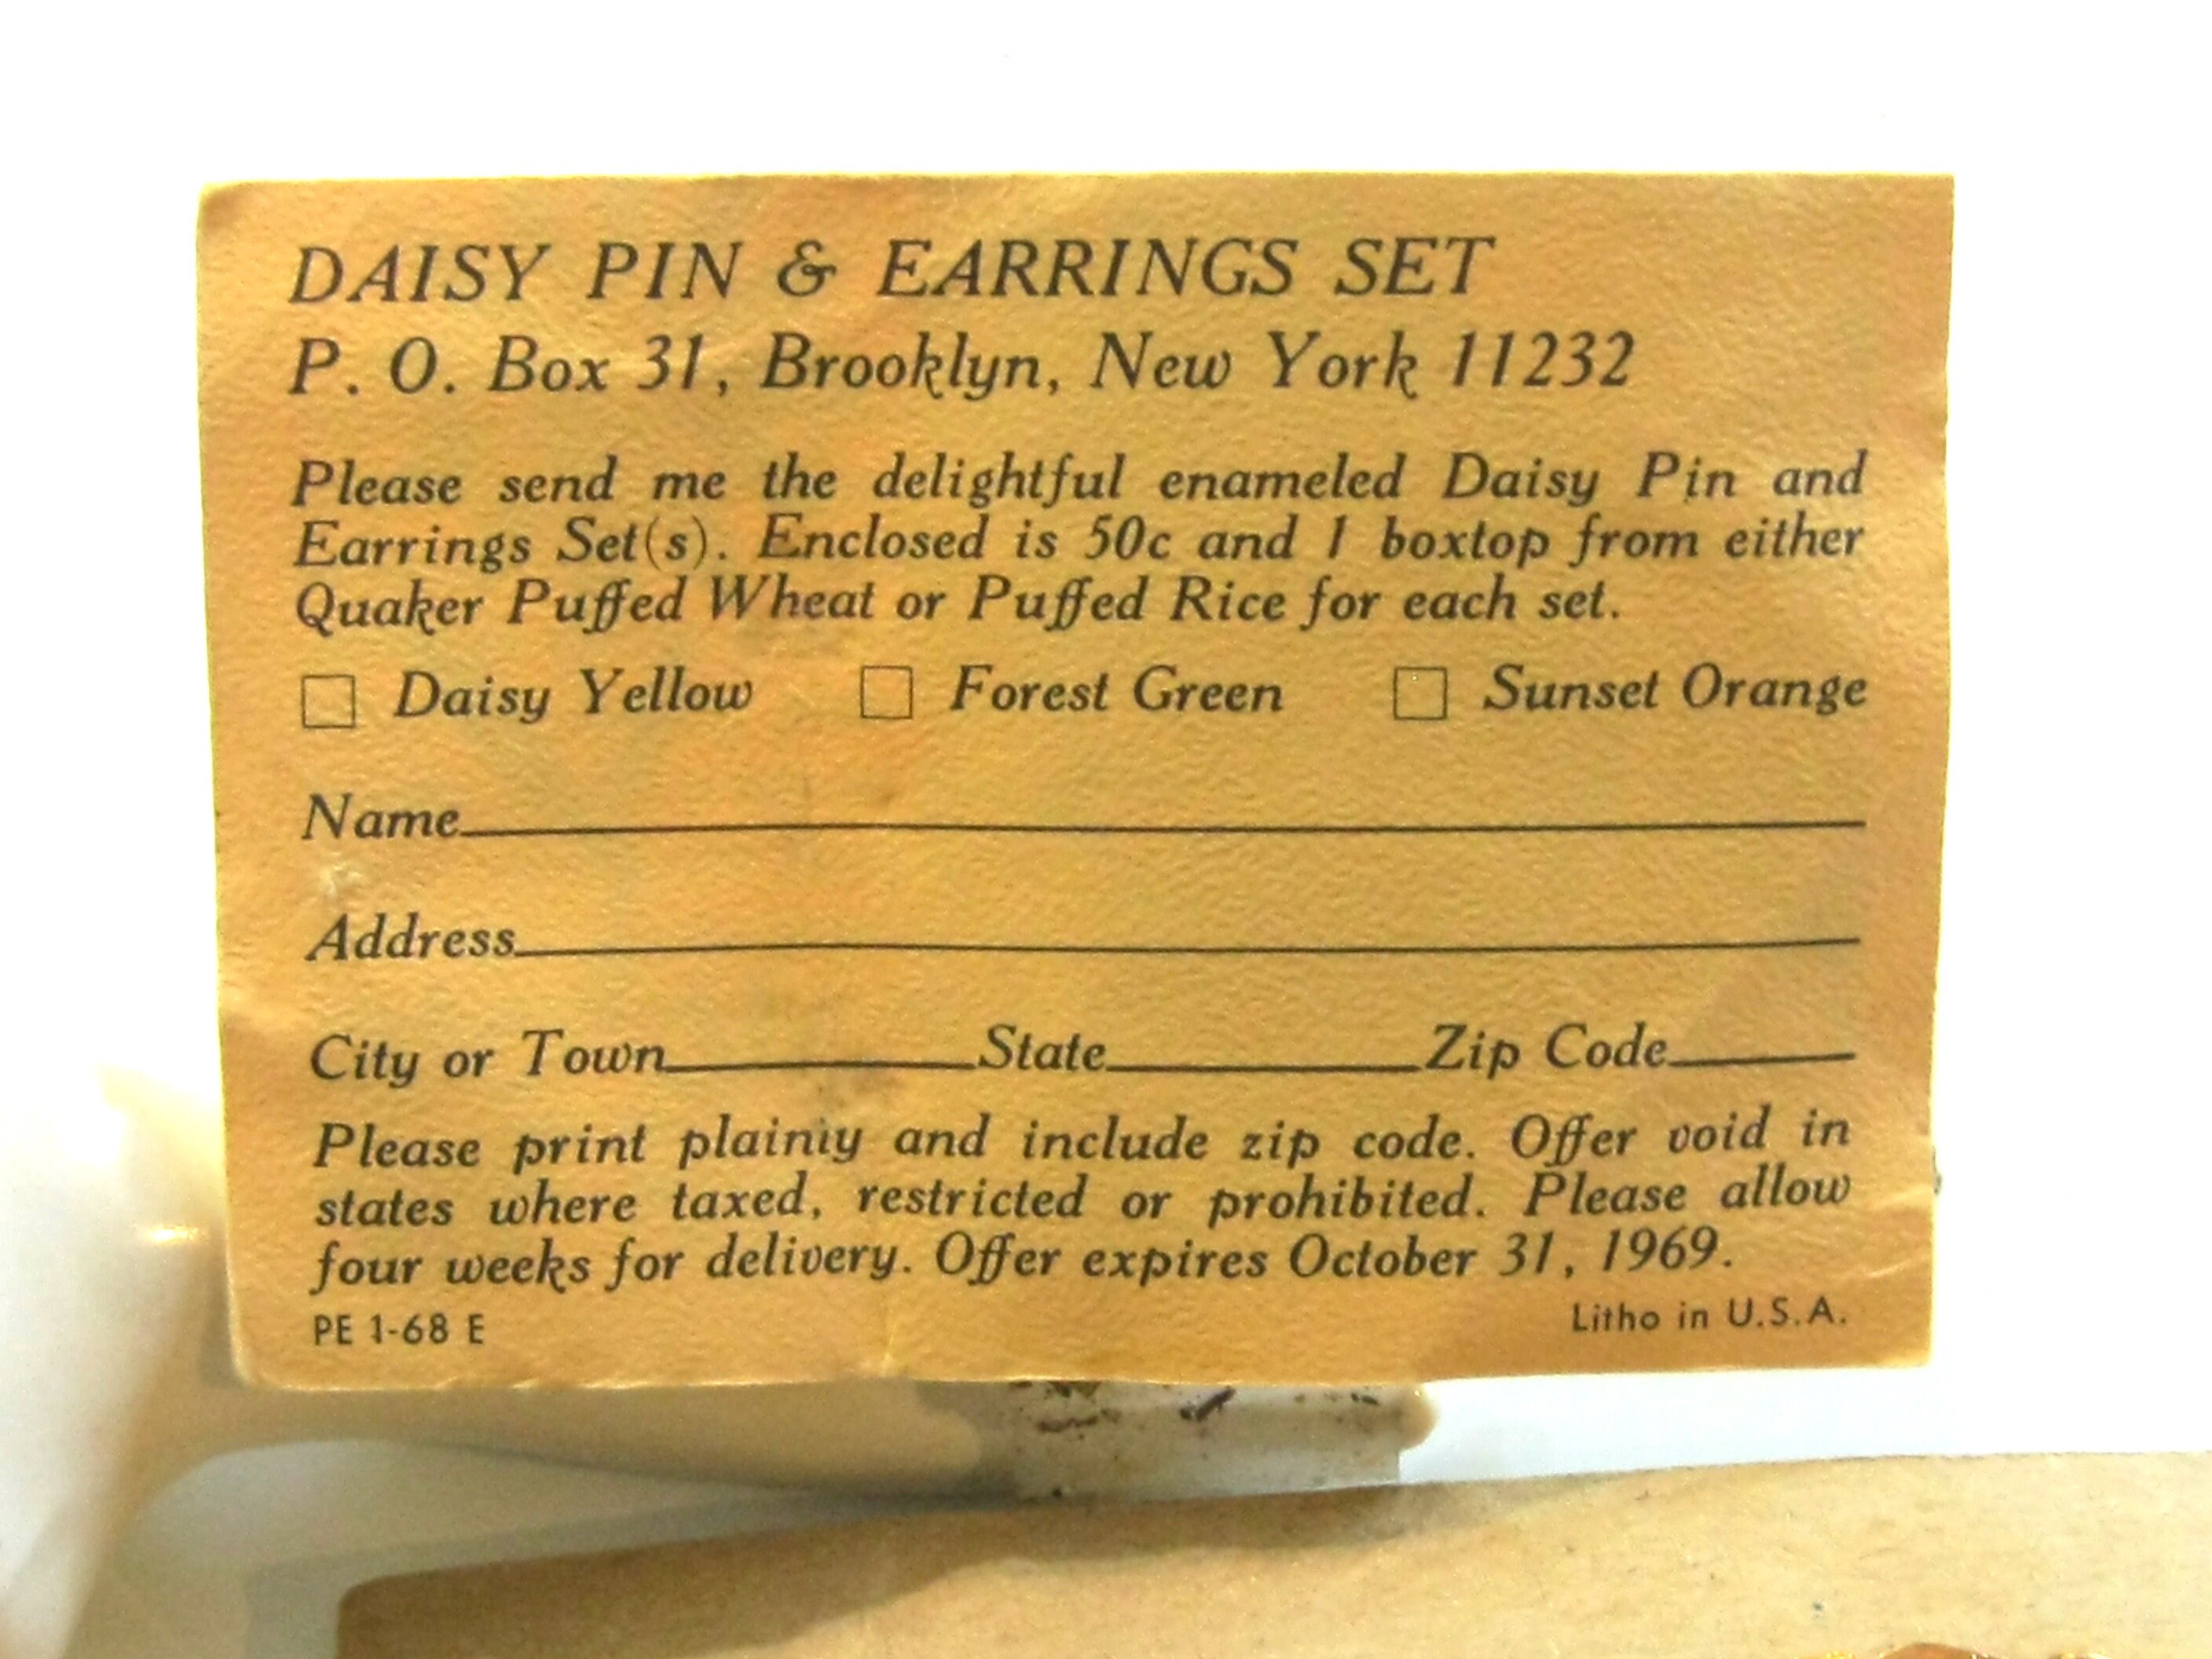 DAISY PIN & EARRINGS SET
P. O. Box 31, Brooklyn, New York 11232
Please send me the delightful enameled Daisy Pin and
Earrings Set(s). Enclosed is 50c and 1 boxtop from either
Quaker Puffed Wheat or Puffed Rice for each set.
Daisy Yellow Forest Green Sunset Orange
Name
Address
City or Town State Zip Code
Please print plainly and include zip code. Offer void in
states where taxed, restricted or prohibited. Please allow
four weeks for delivery. Offer expires October 31, 1969.
PE 1-68 E Litho in U.S.A.